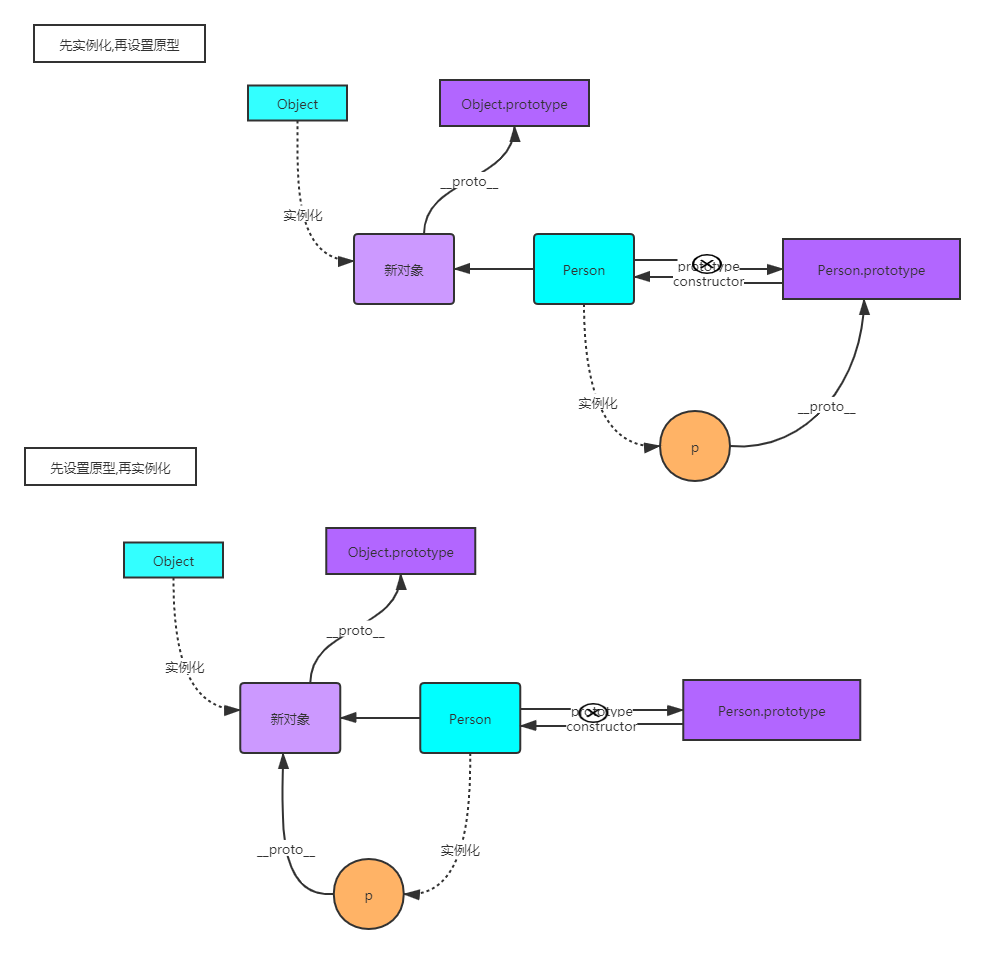 先实例化,再设置原型
Object
Object.prototype
__proto__
实例化
新对象
Person
prototype
constructor
Person.prototype
实例化
__proto__
p
先设置原型,再实例化
Object
Object.prototype
__proto__
实例化
新对象
Person
prototype
constructor
Person.prototype
__proto__
实例化
p